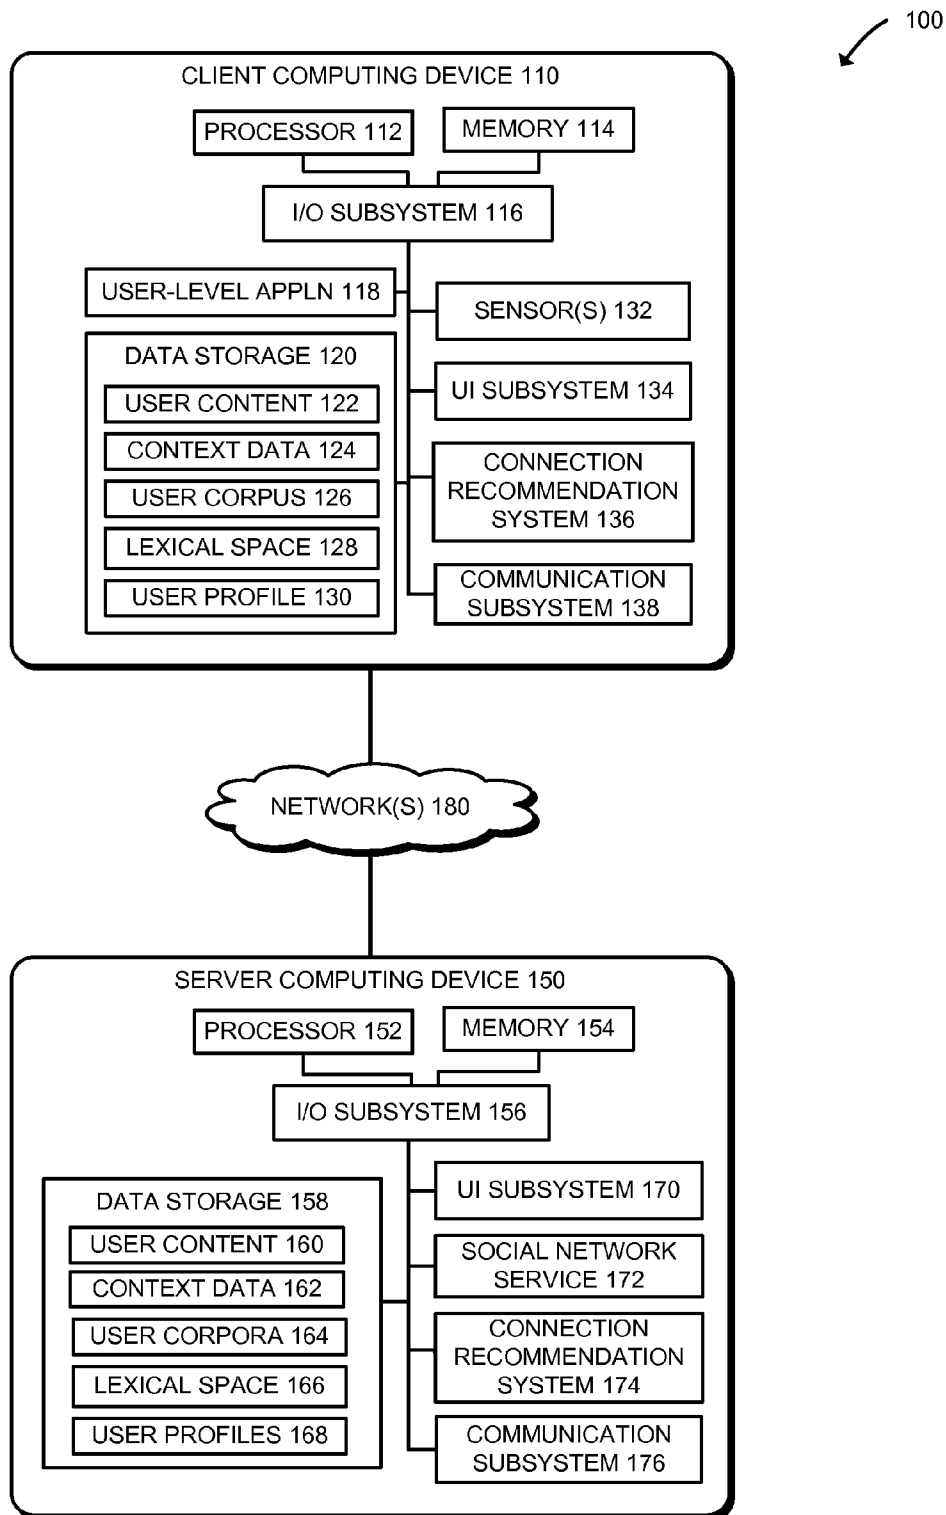 100
CLIENT COMPUTING DEVICE 110
PROCESSOR 112
MEMORY 114
I/O SUBSYSTEM 116
USER-LEVEL APPLN 118
DATA STORAGE 120
USER CONTENT 122
CONTEXT DATA 124
USER CORPUS 126
LEXICAL SPACE 128
USER PROFILE 130
SENSOR(S) 132
UI SUBSYSTEM 134
CONNECTION
RECOMMENDATION
SYSTEM 136
COMMUNICATION
SUBSYSTEM 138
NETWORK(S) 180
SERVER COMPUTING DEVICE 150
PROCESSOR 152
MEMORY 154
I/O SUBSYSTEM 156
DATA STORAGE 158
USER CONTENT 160
CONTEXT DATA 162
USER CORPORA 164
LEXICAL SPACE 166
USER PROFILES 168
UI SUBSYSTEM 170
SOCIAL NETWORK
SERVICE 172
CONNECTION
RECOMMENDATION
SYSTEM 174
COMMUNICATION
SUBSYSTEM 176